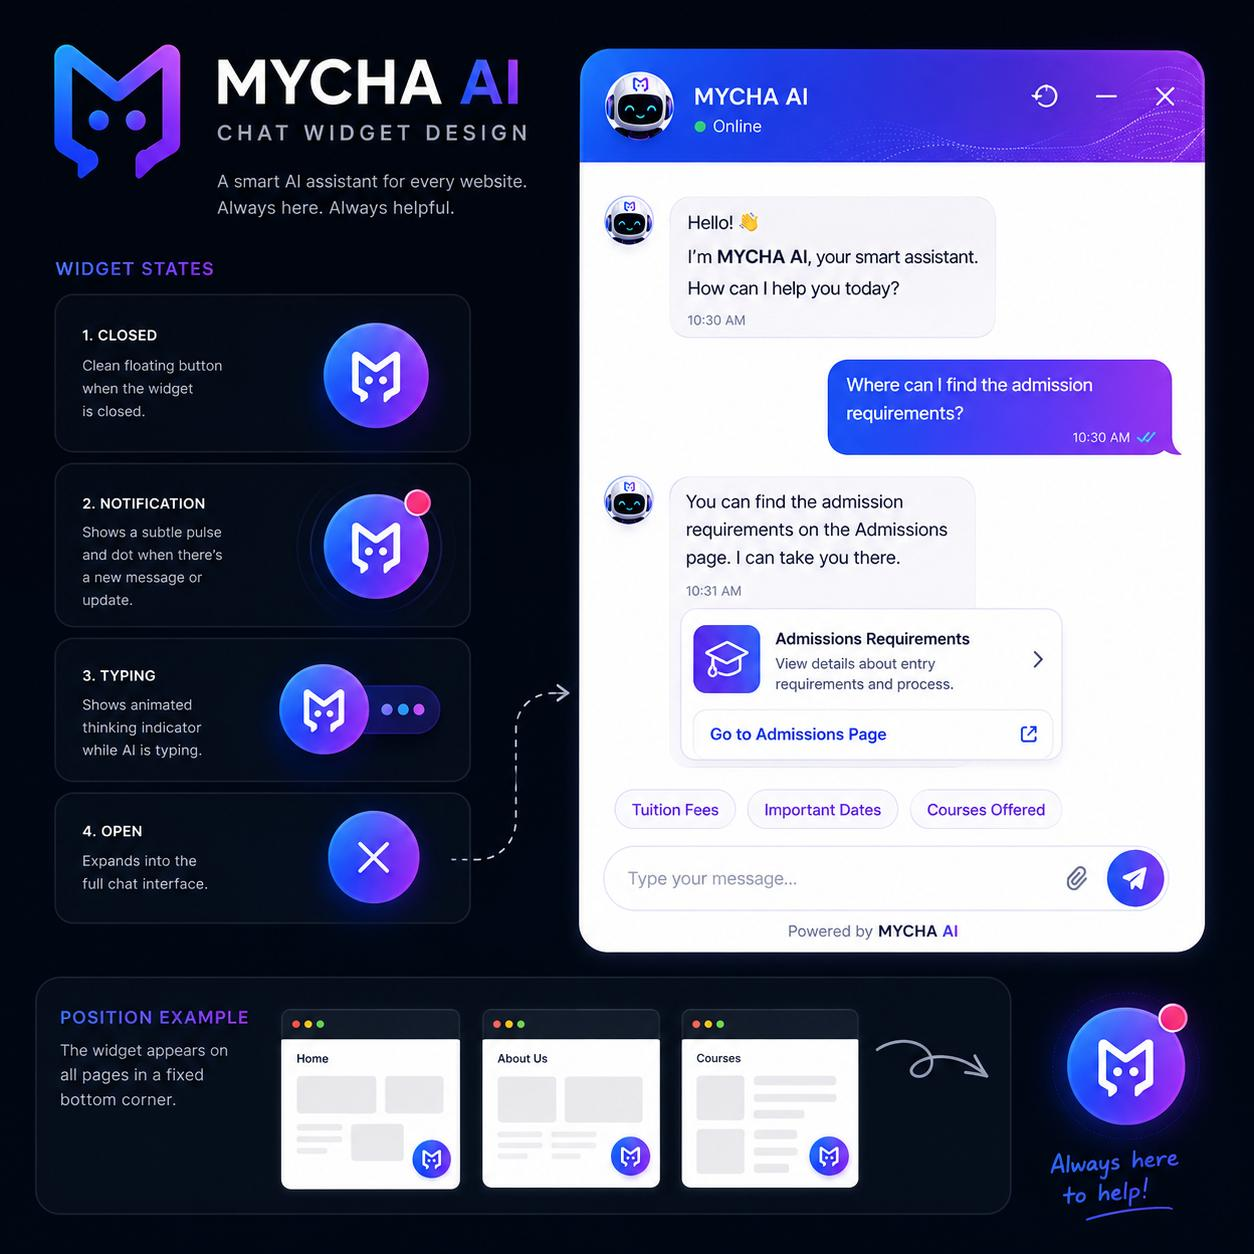 MYCHA AI
CHAT WIDGET DESIGN
A smart AI assistant for every website.
Always here. Always helpful.
WIDGET STATES
1. CLOSED
Clean floating button
when the widget
is closed.
2. NOTIFICATION
Shows a subtle pulse
and dot when there's
a new message or
update.
3. TYPING
Shows animated
thinking indicator
while AI is typing.
4. OPEN
Expands into the
full chat interface.
MYCHA AI
Online
Hello! 👋
I'm MYCHA AI, your smart assistant.
How can I help you today?
10:30 AM
Where can I find the admission
requirements?
10:30 AM
You can find the admission
requirements on the Admissions
page. I can take you there.
10:31 AM
Admissions Requirements
View details about entry
requirements and process.
Go to Admissions Page
Tuition Fees
Important Dates
Courses Offered
Type your message...
Powered by MYCHA AI
POSITION EXAMPLE
The widget appears on
all pages in a fixed
bottom corner.
Home
About Us
Courses
Always here
to help!